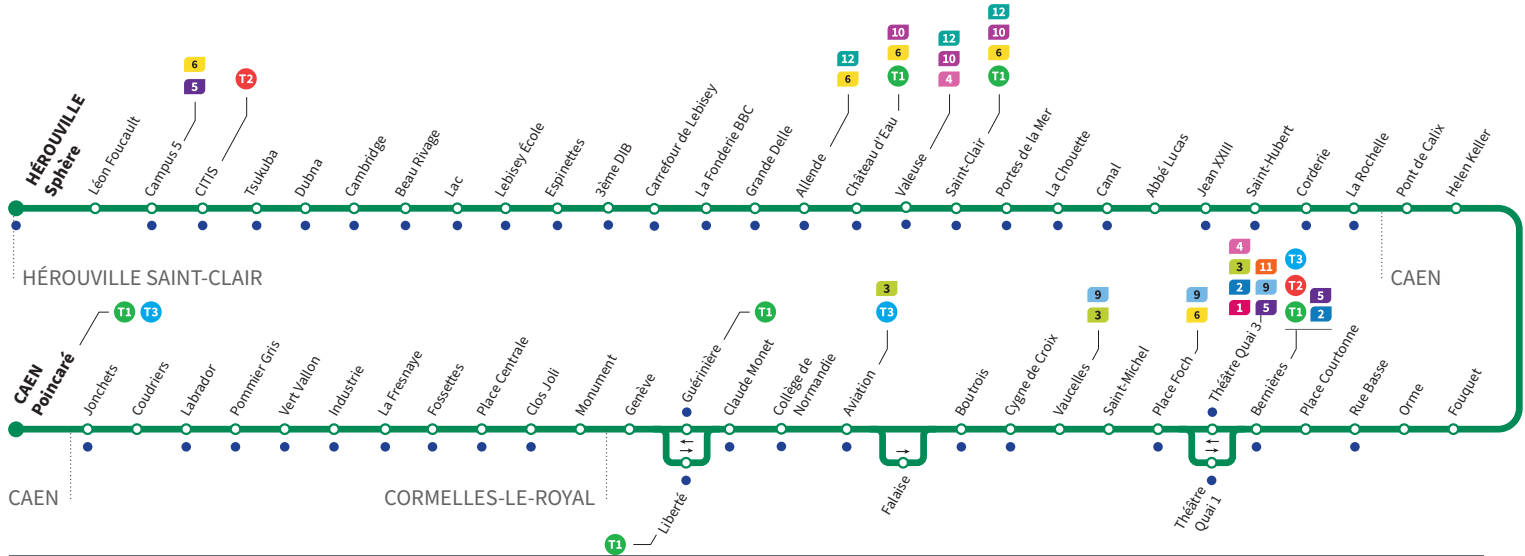 HÉROUVILLE
Sphère
Léon Foucault
Campus 5
6
5
CITIS
T2
Tsukuba
Dubna
Cambridge
Beau Rivage
Lac
Lebisey École
Espinettes
3ème DIB
Carrefour de Lebisey
La Fonderie BBC
Grande Delle
Allende
12
6
Château d'Eau
10
6
T1
Valeuse
12
10
4
Saint-Clair
12
10
6
T1
Portes de la Mer
La Chouette
Canal
Abbé Lucas
Jean XXIII
Saint-Hubert
Corderie
La Rochelle
Pont de Calix
Helen Keller
HÉROUVILLE SAINT-CLAIR
CAEN
CAEN
Poincaré
T1 T3
Jonchets
Coudriers
Labrador
Pommier Gris
Vert Vallon
Industrie
La Fresnaye
Fossettes
Place Centrale
Clos Joli
Monument
Genève
Guérinière
T1
Claude Monet
Collège de
Normandie
Aviation
3
T3
Boutrois
Cygne de Croix
Vaucelles
9
3
Saint-Michel
Place Foch
9
6
Théâtre Quai 3
4
3 11
2 9
1 5
Bernières
T3
T2 5
T1 2
Place Courtonne
Rue Basse
Orme
Fouquet
CAEN
CORMELLES-LE-ROYAL
Liberté
T1
Falaise
Théâtre
Quai 1